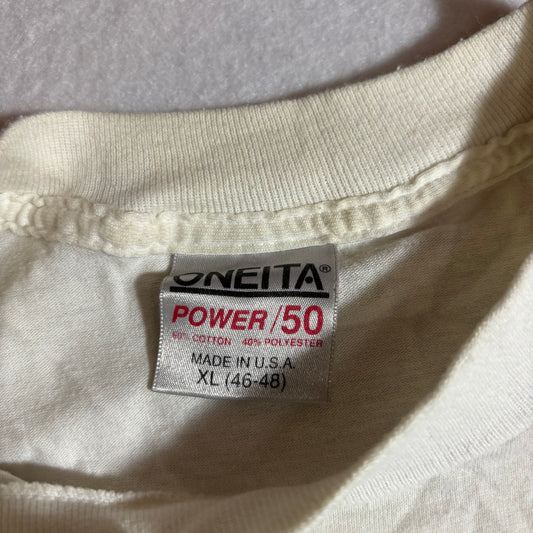 ONEITA®
POWER/50
60% COTTON 40% POLYESTER
MADE IN U.S.A.
XL (46-48)